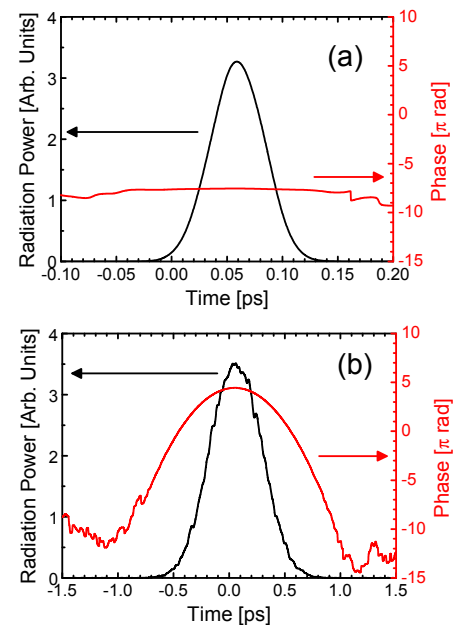 (a)
Radiation Power [Arb. Units]
4
3
2
1
0
10
5
0
-5
-10
-15
Phase [π rad]
-0.10 -0.05 0.00 0.05 0.10 0.15 0.20
Time [ps]
(b)
Radiation Power [Arb. Units]
4
3
2
1
0
10
5
0
-5
-10
-15
Phase [π rad]
-1.5 -1.0 -0.5 0.0 0.5 1.0 1.5
Time [ps]